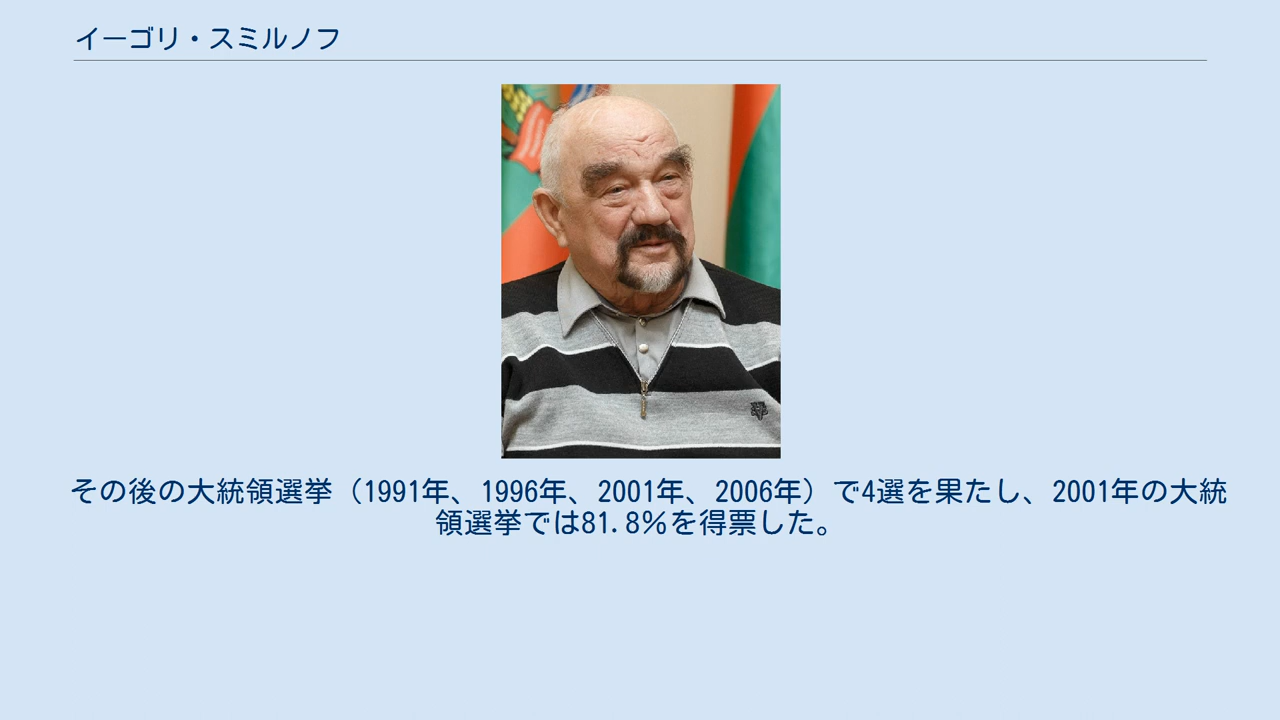 イーゴリ・スミルノフ
その後の大統領選挙（1991年、1996年、2001年、2006年）で4選を果たし、2001年の大統
領選挙では81.8%を得票した。